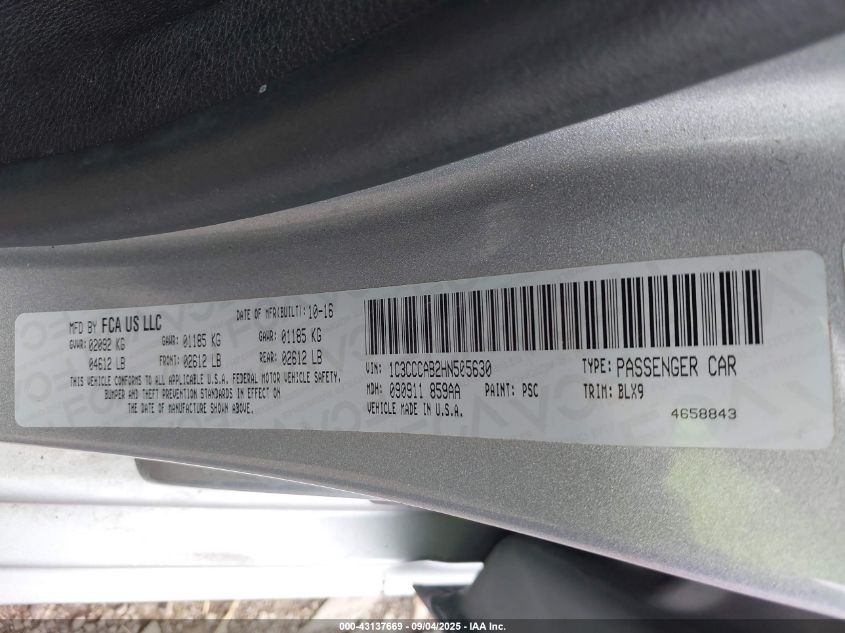 MFD BY FCA US LLC
DATE OF MFR(BUILT): 10-16
GVWR: 02092 KG
GAWR: 01185 KG
GAWR: 01185 KG
04612 LB
FRONT: 02612 LB
REAR: 02612 LB
THIS VEHICLE CONFORMS TO ALL APPLICABLE U.S.A. FEDERAL MOTOR VEHICLE SAFETY,
BUMPER AND THEFT PREVENTION STANDARDS IN EFFECT ON
THE DATE OF MANUFACTURE SHOWN ABOVE.
VIN: 1C3CCCAB2HN505630
TYPE: PASSENGER CAR
MDH: 090911 859AA
PAINT: PSC
TRIM: BLX9
VEHICLE MADE IN U.S.A.
4658843
000-43137669 - 09/04/2025 - IAA Inc.